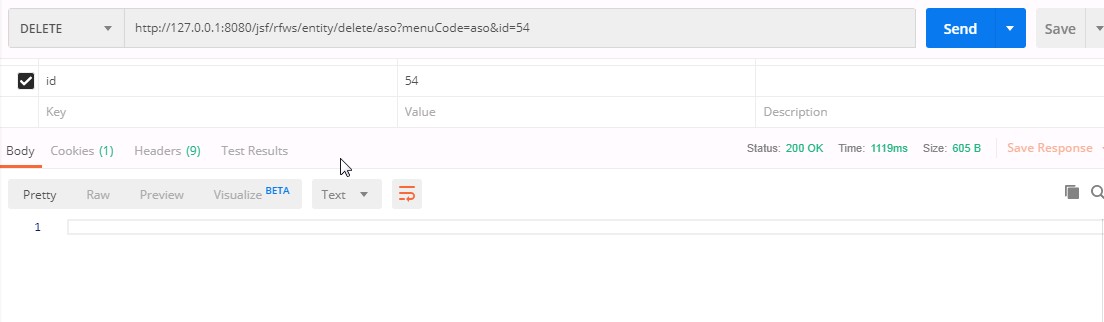 DELETE http://127.0.0.1:8080/jsf/rfws/entity/delete/aso?menuCode=aso&id=54 Send Save
id 54
Key Value Description
Body Cookies (1) Headers (9) Test Results Status: 200 OK Time: 1119ms Size: 605 B Save Response
Pretty Raw Preview Visualize BETA Text
1